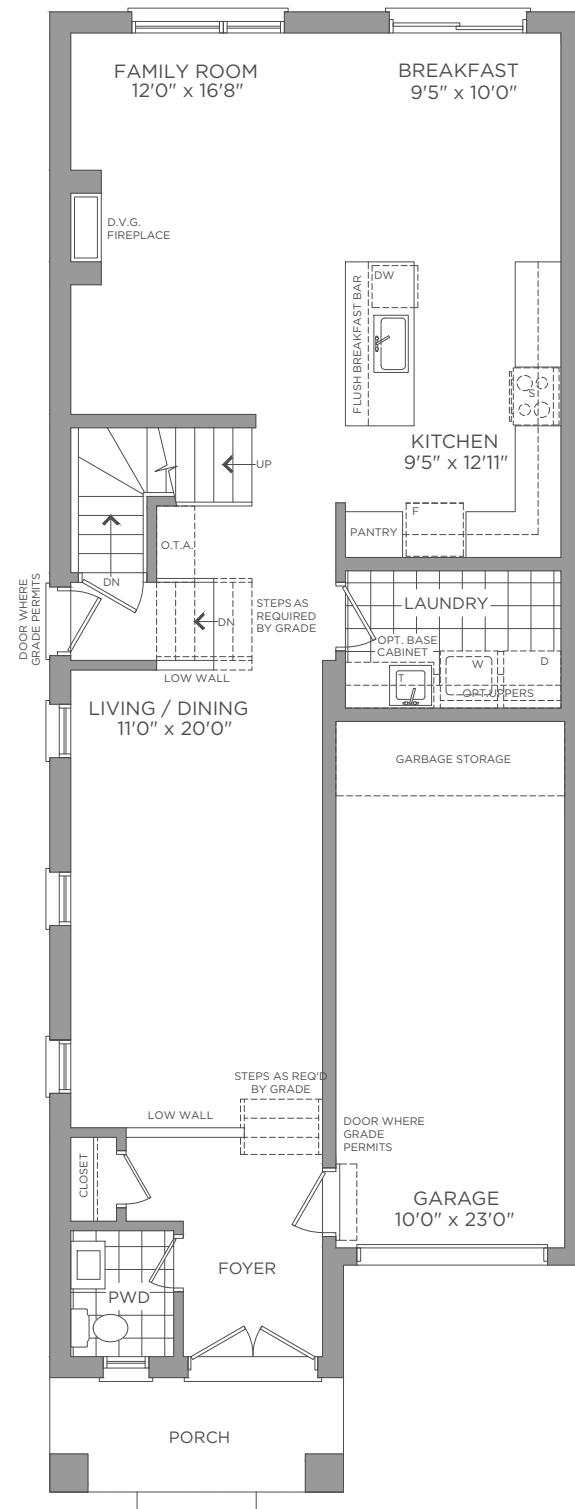 FAMILY ROOM
12'0" x 16'8"
BREAKFAST
9'5" x 10'0"
D.V.G.
FIREPLACE
DW
FLUSH BREAKFAST BAR
S
KITCHEN
9'5" x 12'11"
UP
F
PANTRY
O.T.A.
DN
DOOR WHERE
GRADE PERMITS
STEPS AS
REQUIRED
BY GRADE
DN
LAUNDRY
OPT. BASE
CABINET
W
D
T
OPT.UPPERS
LOW WALL
LIVING / DINING
11'0" x 20'0"
GARBAGE STORAGE
STEPS AS REQ'D
BY GRADE
LOW WALL
DOOR WHERE
GRADE
PERMITS
CLOSET
GARAGE
10'0" x 23'0"
FOYER
PWD
PORCH